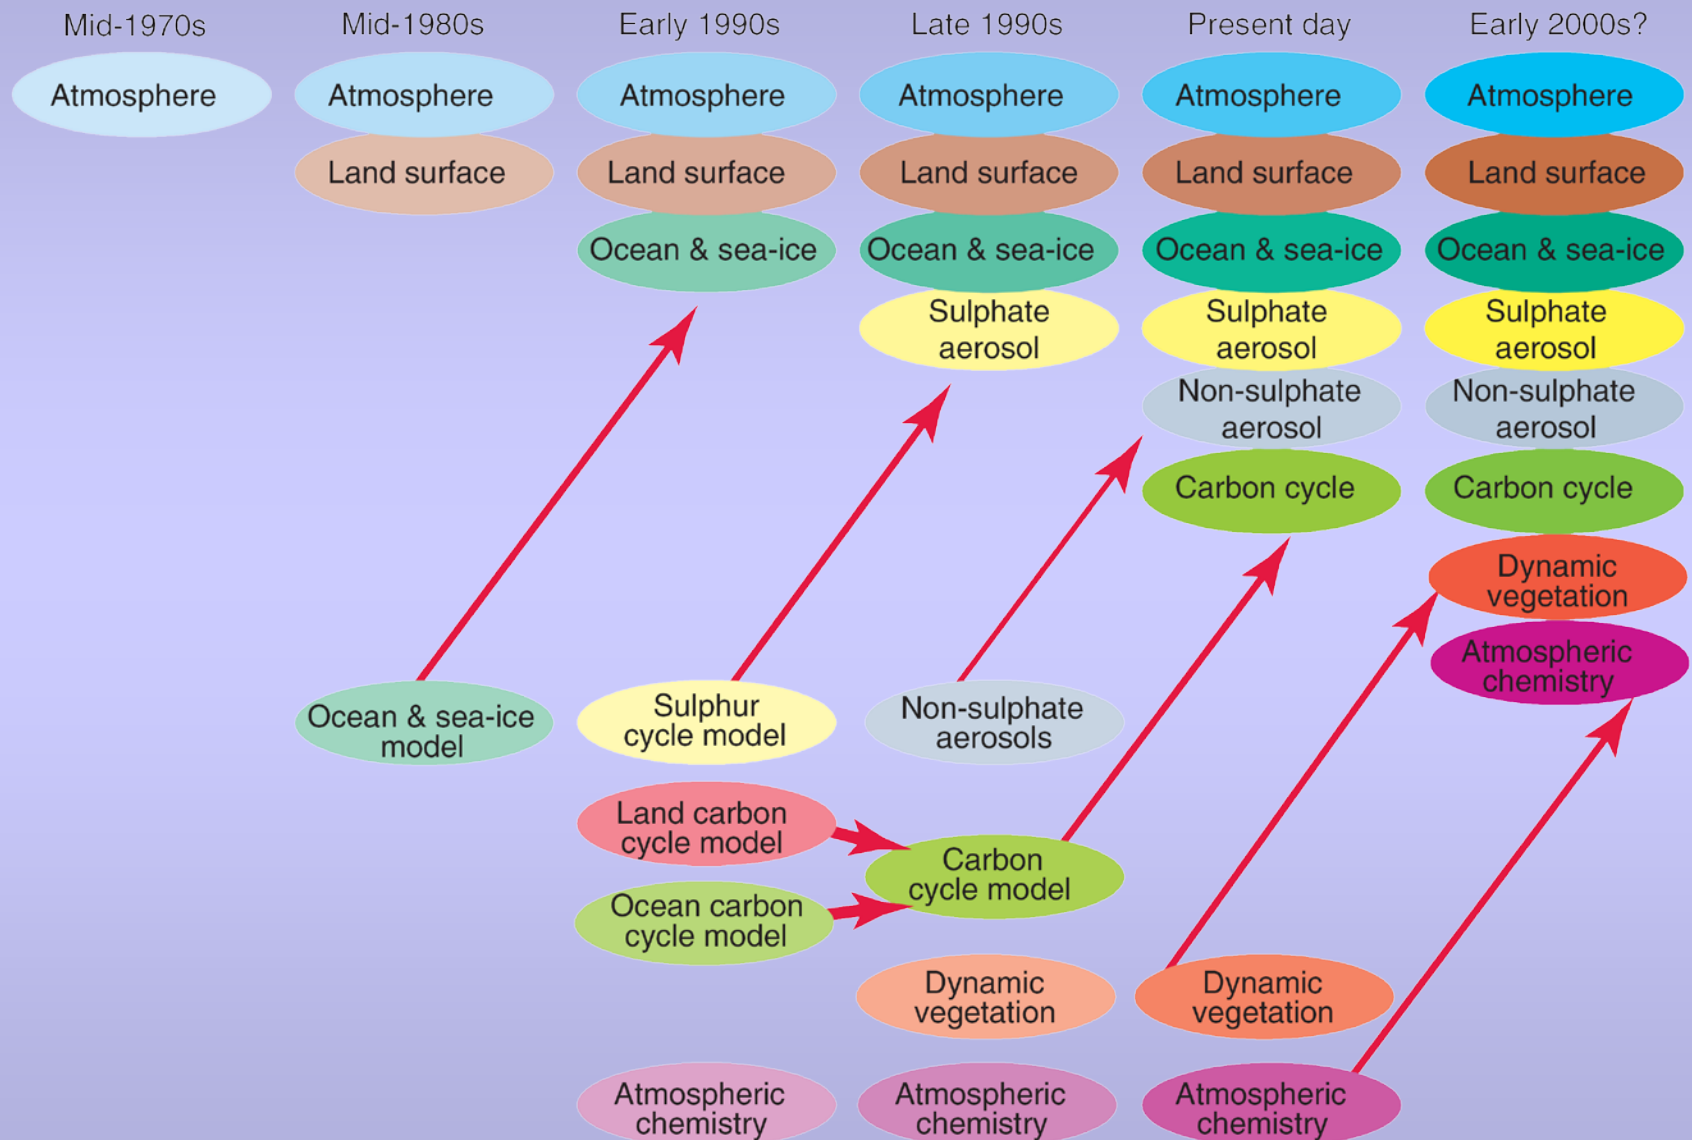 Mid-1970s
Mid-1980s
Early 1990s
Late 1990s
Present day
Early 2000s?
Atmosphere
Atmosphere
Atmosphere
Atmosphere
Atmosphere
Atmosphere
Land surface
Land surface
Land surface
Land surface
Land surface
Ocean & sea-ice
Ocean & sea-ice
Ocean & sea-ice
Ocean & sea-ice
Sulphate
aerosol
Sulphate
aerosol
Sulphate
aerosol
Non-sulphate
aerosol
Non-sulphate
aerosol
Carbon cycle
Carbon cycle
Dynamic
vegetation
Atmospheric
chemistry
Ocean & sea-ice
model
Sulphur
cycle model
Non-sulphate
aerosols
Land carbon
cycle model
Carbon
cycle model
Ocean carbon
cycle model
Dynamic
vegetation
Dynamic
vegetation
Atmospheric
chemistry
Atmospheric
chemistry
Atmospheric
chemistry